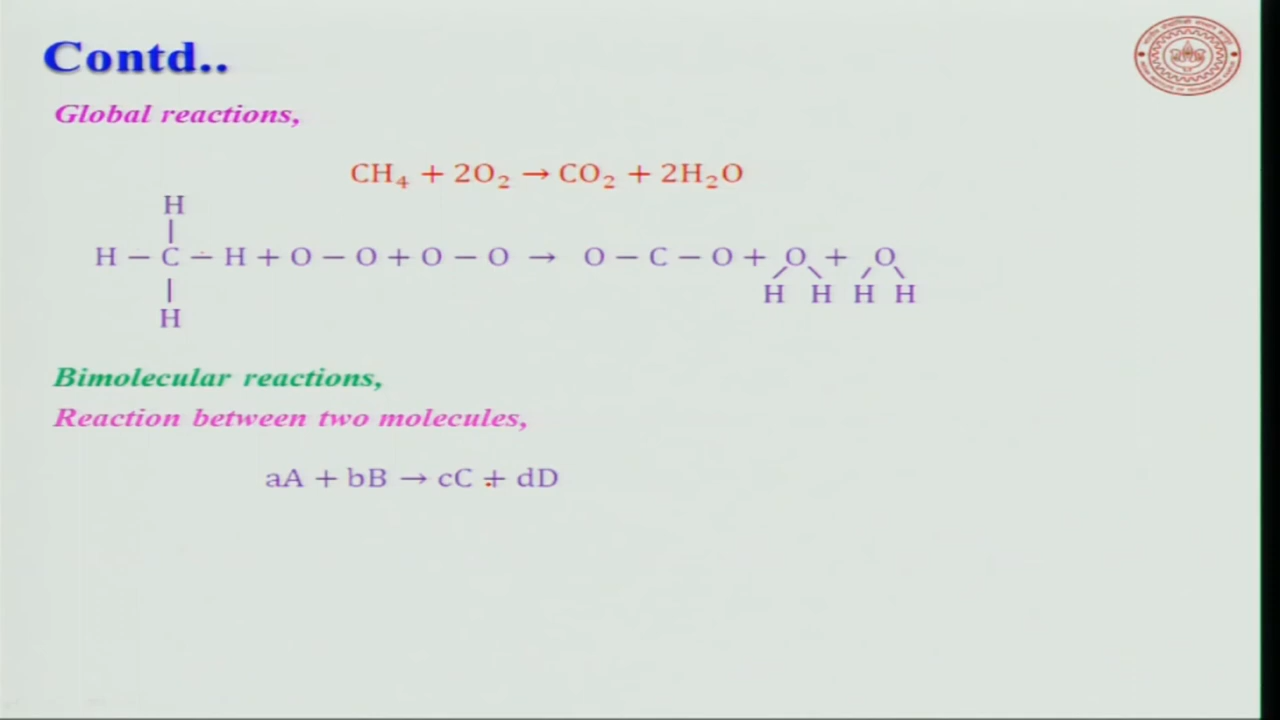 Contd..
Global reactions,
CH₄ + 2O₂ → CO₂ + 2H₂O
H
|
H − C − H + O − O + O − O → O − C − O + O + O
| / \ / \
H H H H
H
Bimolecular reactions,
Reaction between two molecules,
aA + bB → cC + dD